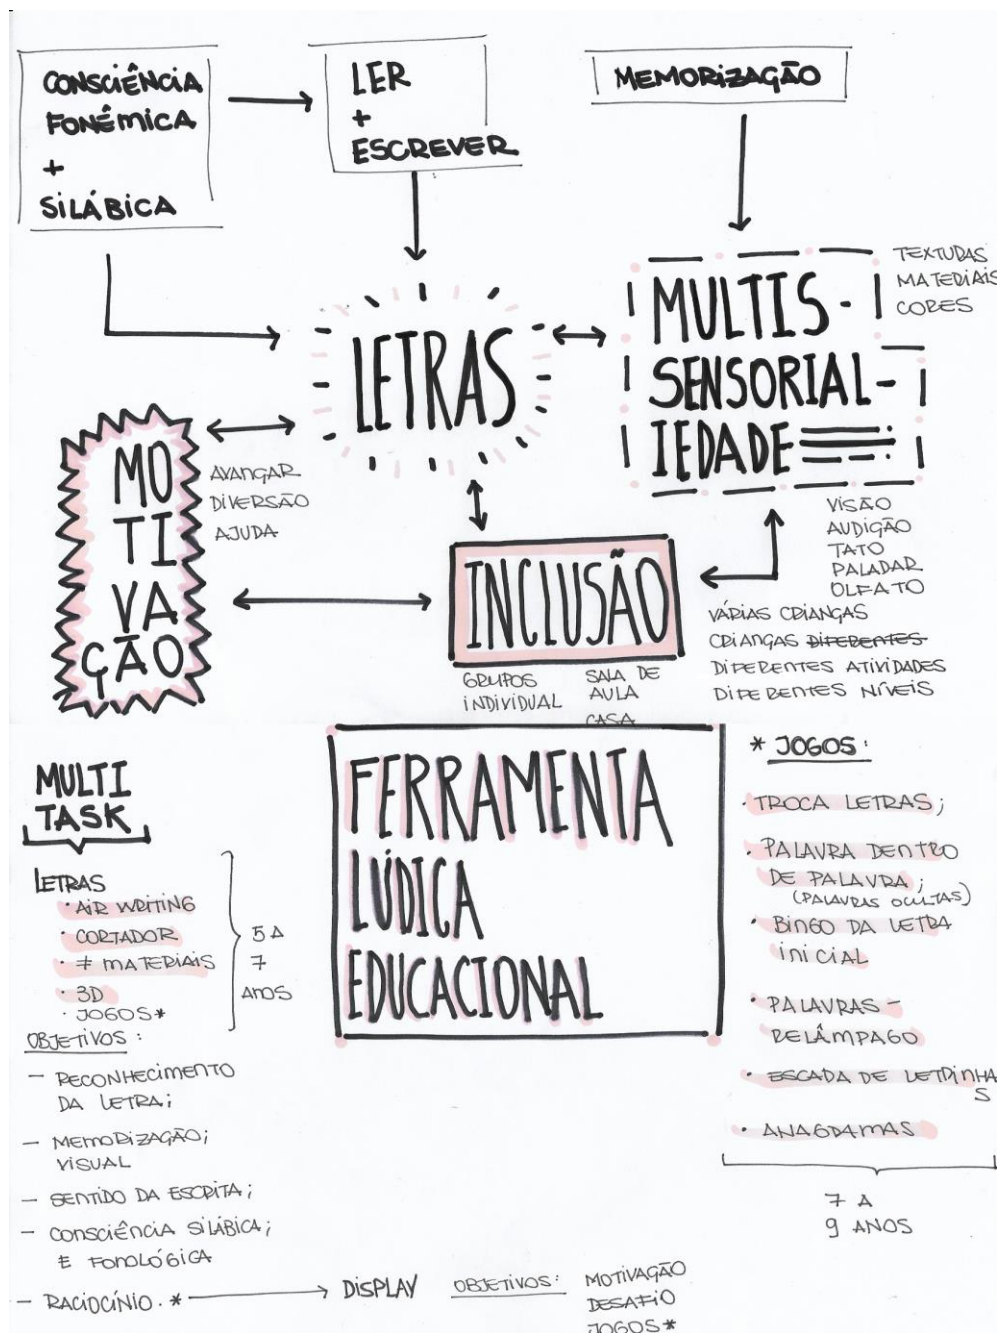 CONSCIÊNCIA
FONÊMICA
+
SILÁBICA
LER
+
ESCREVER
MEMORIZAÇÃO
LETRAS
MULTIS-
SENSORIAL-
IEDADE
TEXTURAS
MATERIAIS
CORES
MO
TI
VA
ÇÃO
AVANÇAR
DIVERSÃO
AJUDA
VISÃO
AUDIÇÃO
TATO
PALADAR
OLFATO
INCLUSÃO
GRUPOS
INDIVIDUAL
SALA DE
AULA
CASA
VÁRIAS CRIANÇAS
CRIANÇAS DIFERENTES
DIFERENTES ATIVIDADES
DIFERENTES NÍVEIS
MULTI
TASK
LETRAS
· AIR WRITING
· CORTADOR
· ≠ MATERIAIS
· 3D
· JOGOS*
5 A
7
ANOS
OBJETIVOS:
- RECONHECIMENTO
DA LETRA;
- MEMORIZAÇÃO;
VISUAL
- SENTIDO DA ESCRITA;
- CONSCIÊNCIA SILÁBICA;
E FONOLÓGICA
- RACIOCÍNIO. *
DISPLAY
OBJETIVOS:
MOTIVAÇÃO
DESAFIO
JOGOS*
FERRAMENTA
LÚDICA
EDUCACIONAL
* JOGOS:
· TROCA LETRAS;
· PALAVRA DENTRO
DE PALAVRA;
(PALAVRAS OCULTAS)
· BINGO DA LETRA
INICIAL
· PALAVRAS-
RELÂMPAGO
· ESCADA DE LETRINHA
S
· ANAGRAMAS
7 A
9 ANOS